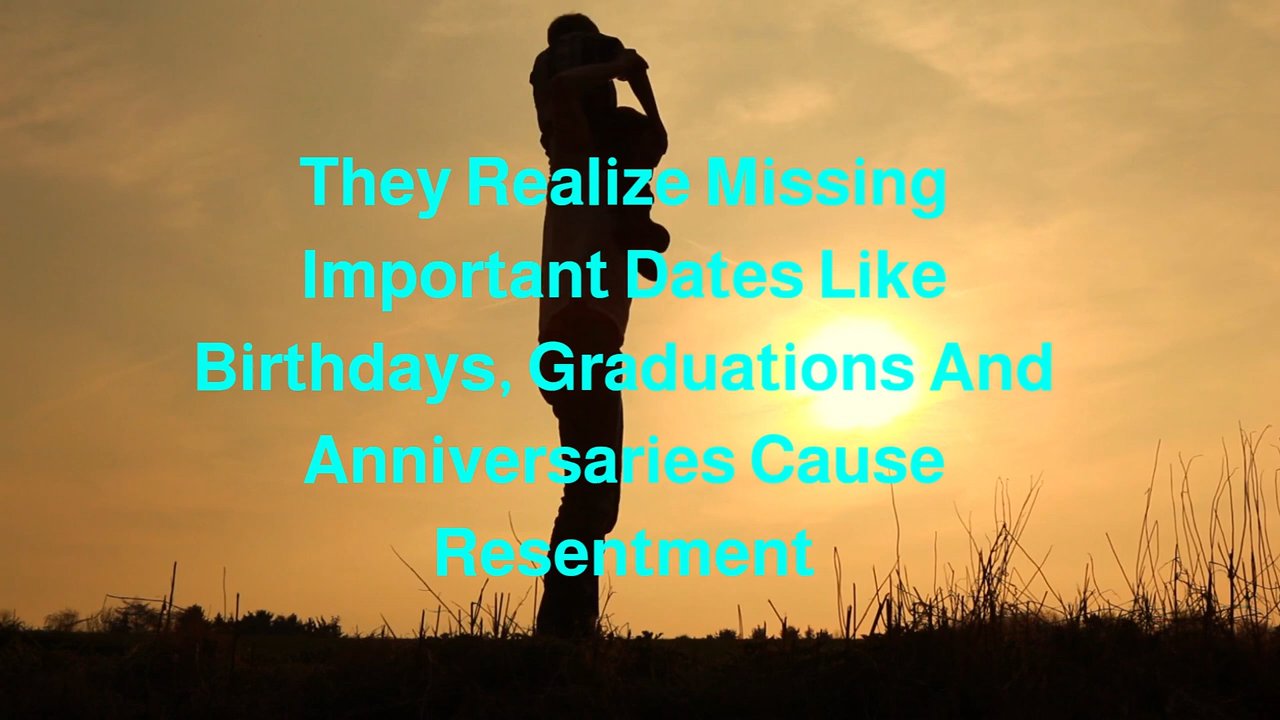 They Realize Missing
Important Dates Like
Birthdays, Graduations And
Anniversaries Cause
Resentment